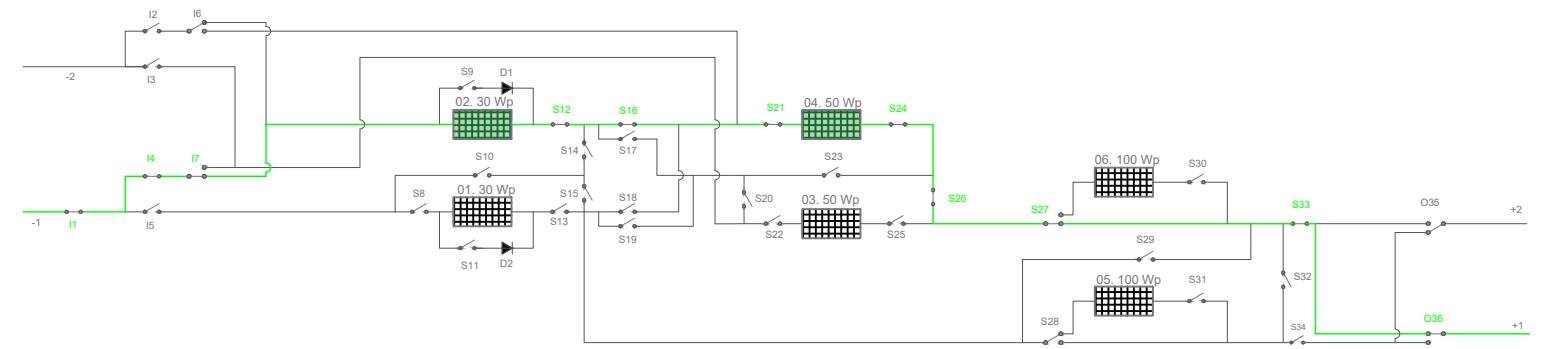 I2
I6
-2
I3
S9
D1
02. 30 Wp
S12
S16
S21
04. 50 Wp
S24
S14
S17
I4
I7
S10
S23
06. 100 Wp
S30
S8
01. 30 Wp
S15
S18
S20
03. 50 Wp
S26
-1
I1
I5
S13
S19
S22
S25
S27
S33
O35
+2
S11
D2
S29
S32
05. 100 Wp
S31
S28
S34
O36
+1